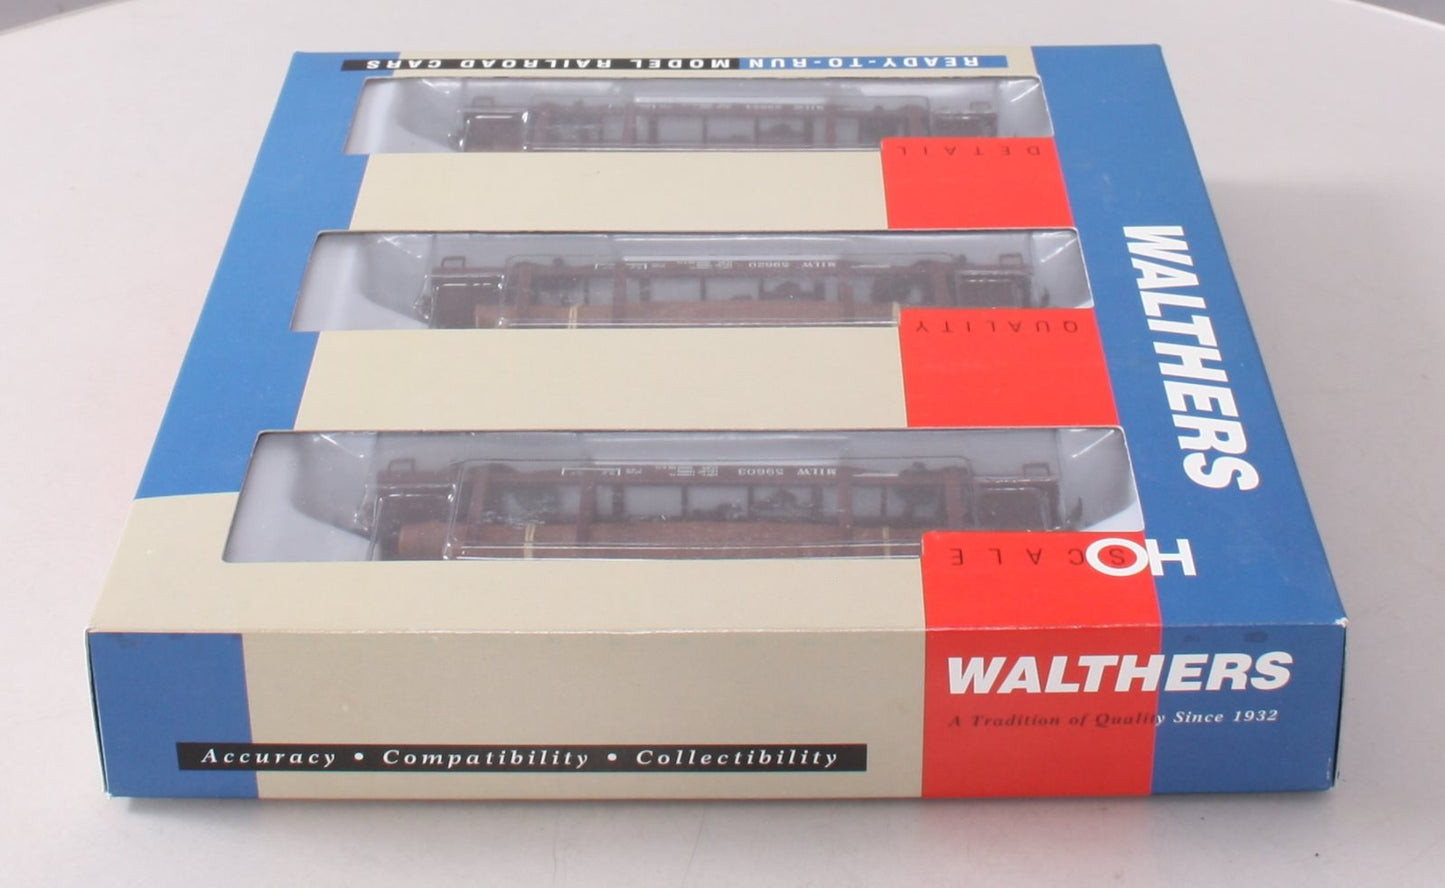 READY-TO-RUN MODEL RAILROAD CARS
DETAIL
WALTHERS
MILW 59620
QUALITY
MILW 59603
SCALE
HO
WALTHERS
A Tradition of Quality Since 1932
Accuracy • Compatibility • Collectibility